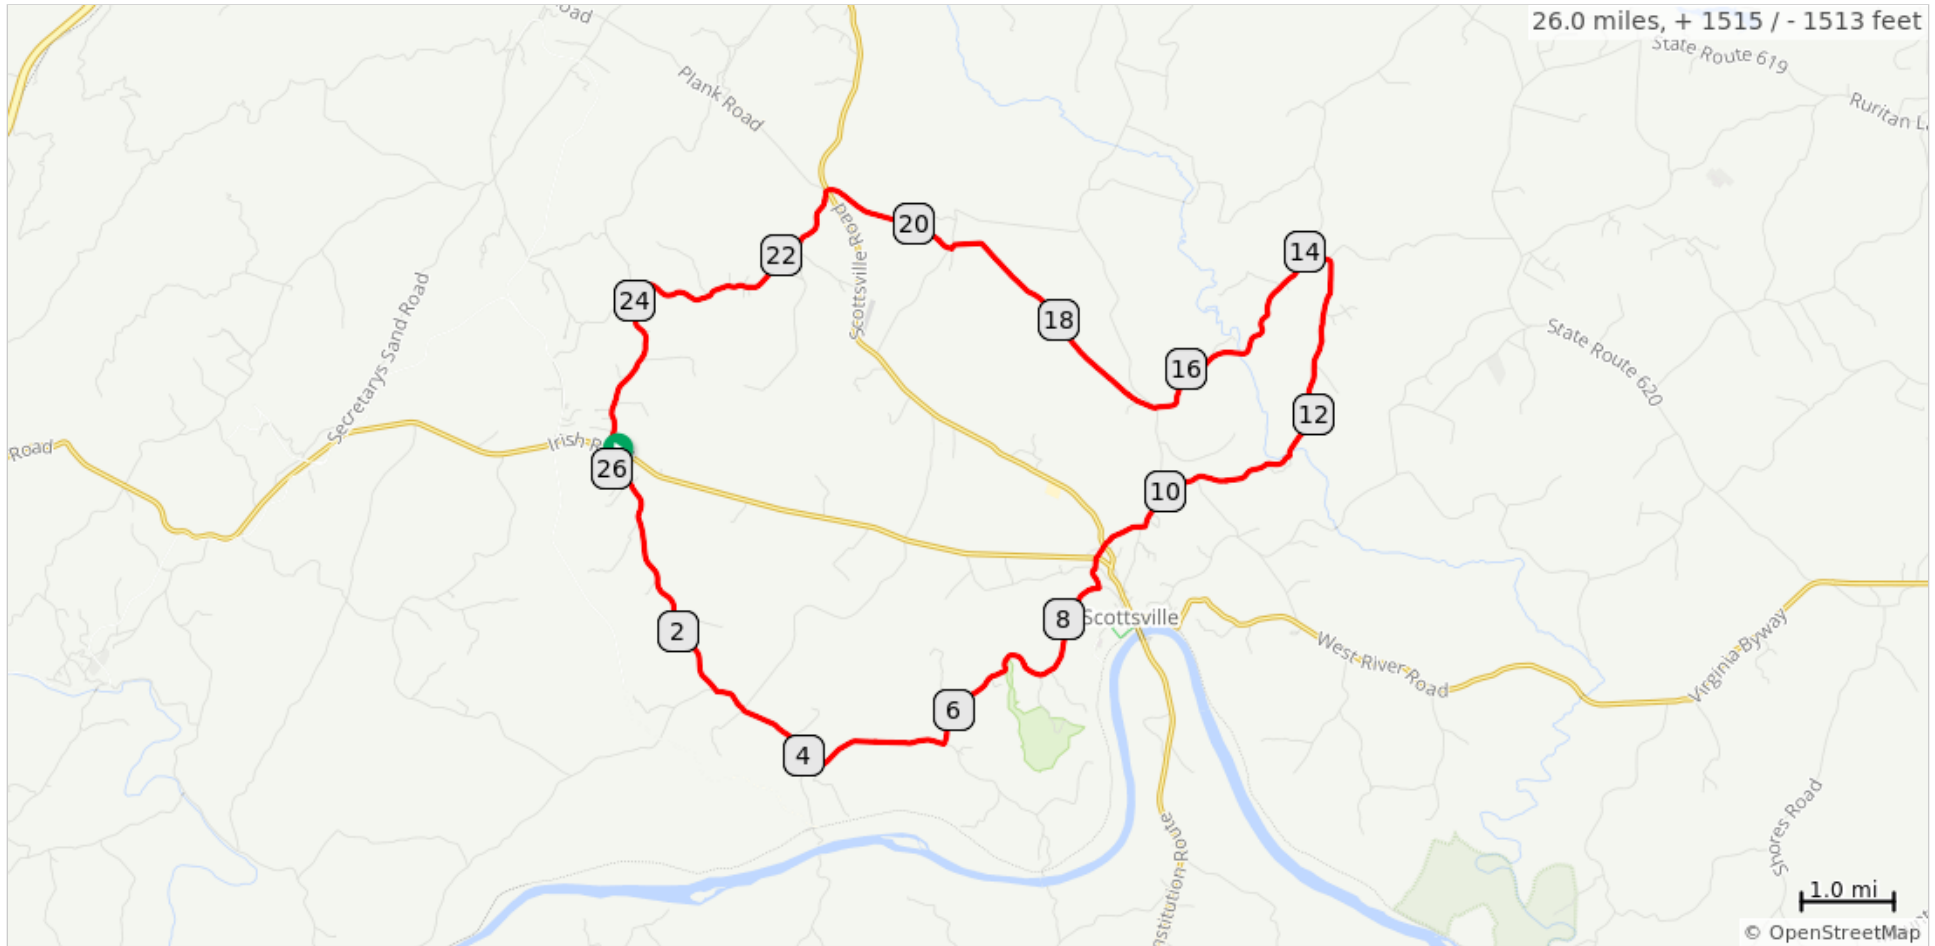 26.0 miles, + 1515 / - 1513 feet
oad
State Route 619
Plank Road
Ruritan L
Scottsville Road
20
14
22
24
18
Secretarys Sand Road
State Route 620
16
12
Road
Irish R
26
10
2
8
Scottsville
West River Road
Virginia Byway
6
4
Shores Road
nstitution Route
1.0 mi
© OpenStreetMap